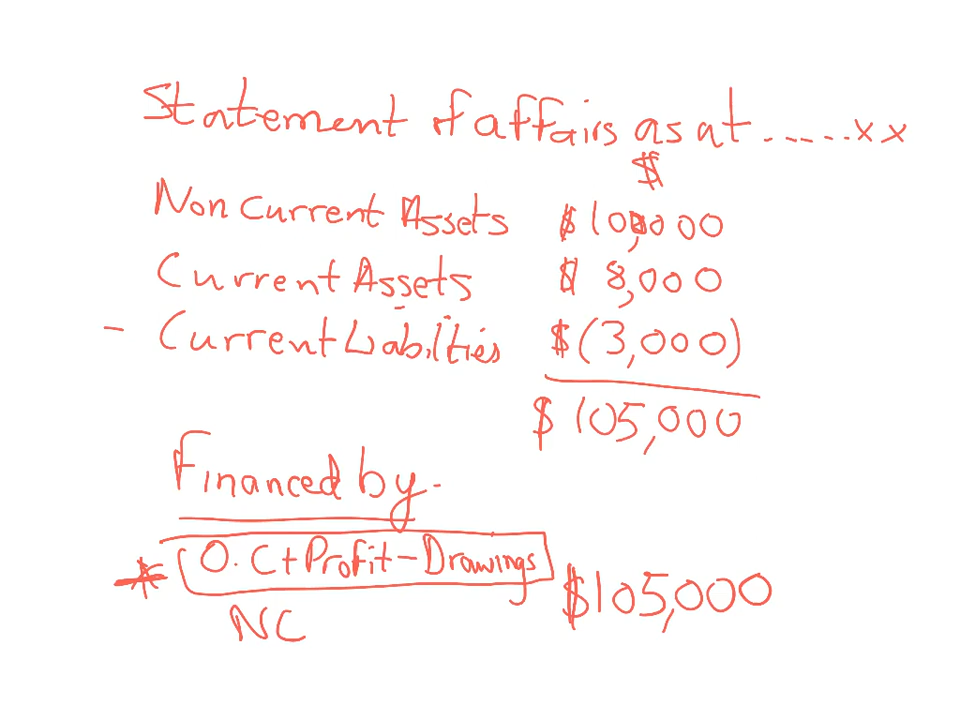 Statement of affairs as at ......xx
$
Non Current Assets $100,000
Current Assets $ 8,000
- Current Liabilties $(3,000)
$105,000
Financed by.
* O.C + Profit - Drawings $105,000
NC